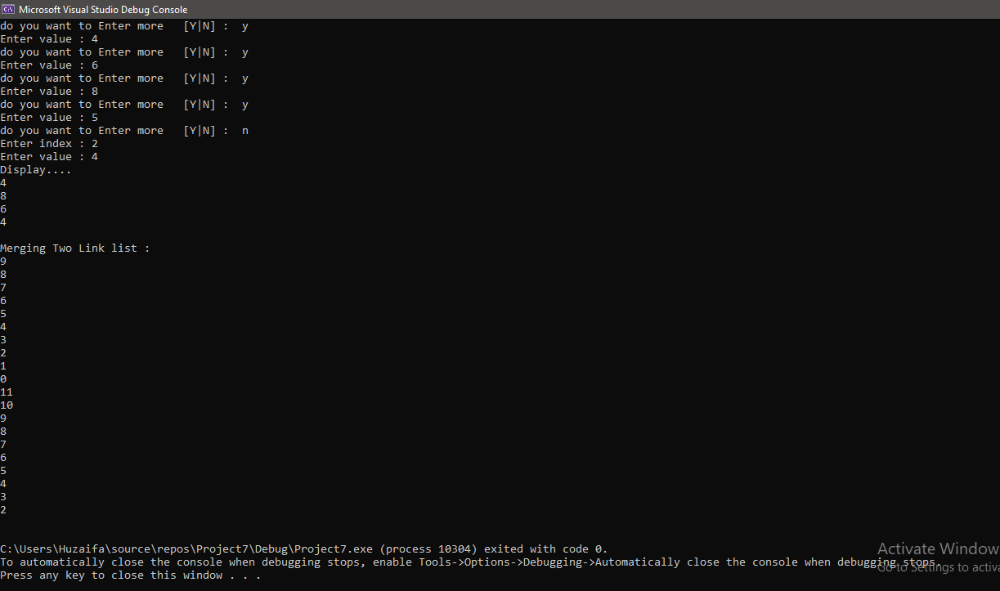 Microsoft Visual Studio Debug Console
do you want to Enter more   [Y|N] :  y
Enter value : 4
do you want to Enter more   [Y|N] :  y
Enter value : 6
do you want to Enter more   [Y|N] :  y
Enter value : 8
do you want to Enter more   [Y|N] :  y
Enter value : 5
do you want to Enter more   [Y|N] :  n
Enter index : 2
Enter value : 4
Display....
4
8
6
4
Merging Two Link list :
9
8
7
6
5
4
3
2
1
0
11
10
9
8
7
6
5
4
3
2
C:\Users\Huzaifa\source\repos\Project7\Debug\Project7.exe (process 10304) exited with code 0.
To automatically close the console when debugging stops, enable Tools->Options->Debugging->Automatically close the console when debugging stops.
Press any key to close this window . . .
Activate Window
Go to Settings to activa